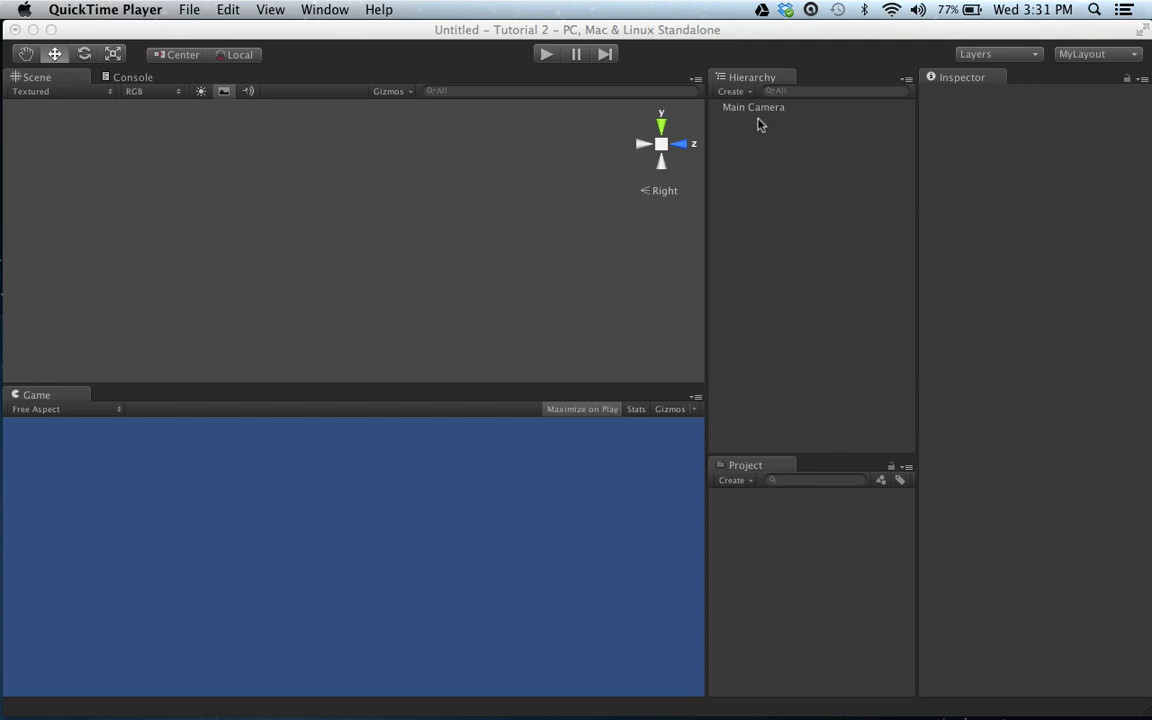 QuickTime Player File Edit View Window Help 77% Wed 3:31 PM
Untitled – Tutorial 2 – PC, Mac & Linux Standalone
Center Local Layers MyLayout
Scene Console Hierarchy Inspector
Textured RGB Gizmos All Create All
Main Camera
y
z
Right
Game
Free Aspect Maximize on Play Stats Gizmos
Project
Create